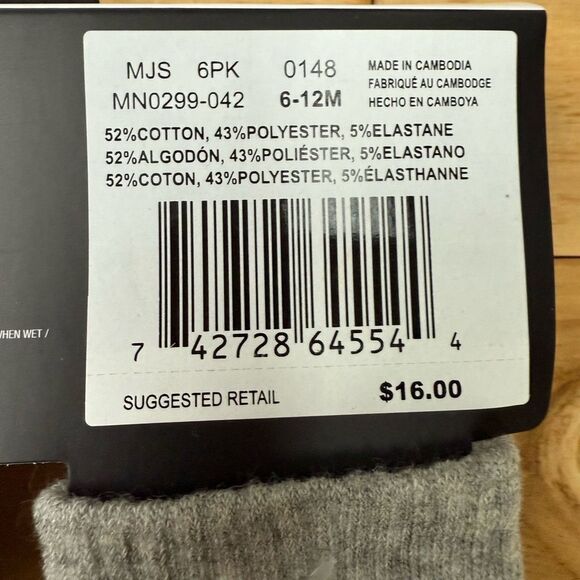 MJS 6PK 0148 MADE IN CAMBODIA
FABRIQUÉ AU CAMBODGE
MN0299-042 6-12M HECHO EN CAMBOYA
52%COTTON, 43%POLYESTER, 5%ELASTANE
52%ALGODÓN, 43%POLIÉSTER, 5%ELASTANO
52%COTON, 43%POLYESTER, 5%ÉLASTHANNE
7 42728 64554 4
WHEN WET /
SUGGESTED RETAIL $16.00